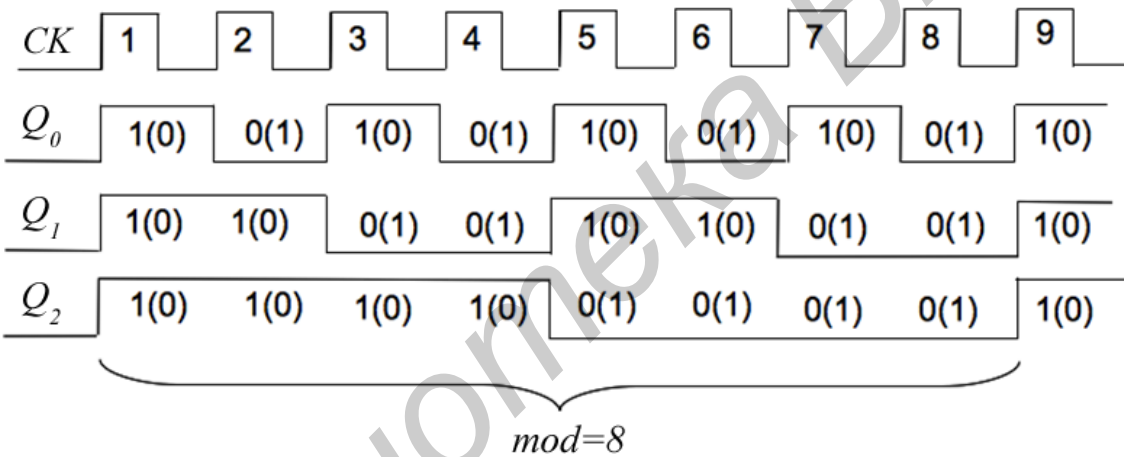 CK 1 2 3 4 5 6 7 8 9
Q0 1(0) 0(1) 1(0) 0(1) 1(0) 0(1) 1(0) 0(1) 1(0)
Q1 1(0) 1(0) 0(1) 0(1) 1(0) 1(0) 0(1) 0(1) 1(0)
Q2 1(0) 1(0) 1(0) 1(0) 0(1) 0(1) 0(1) 0(1) 1(0)
mod=8